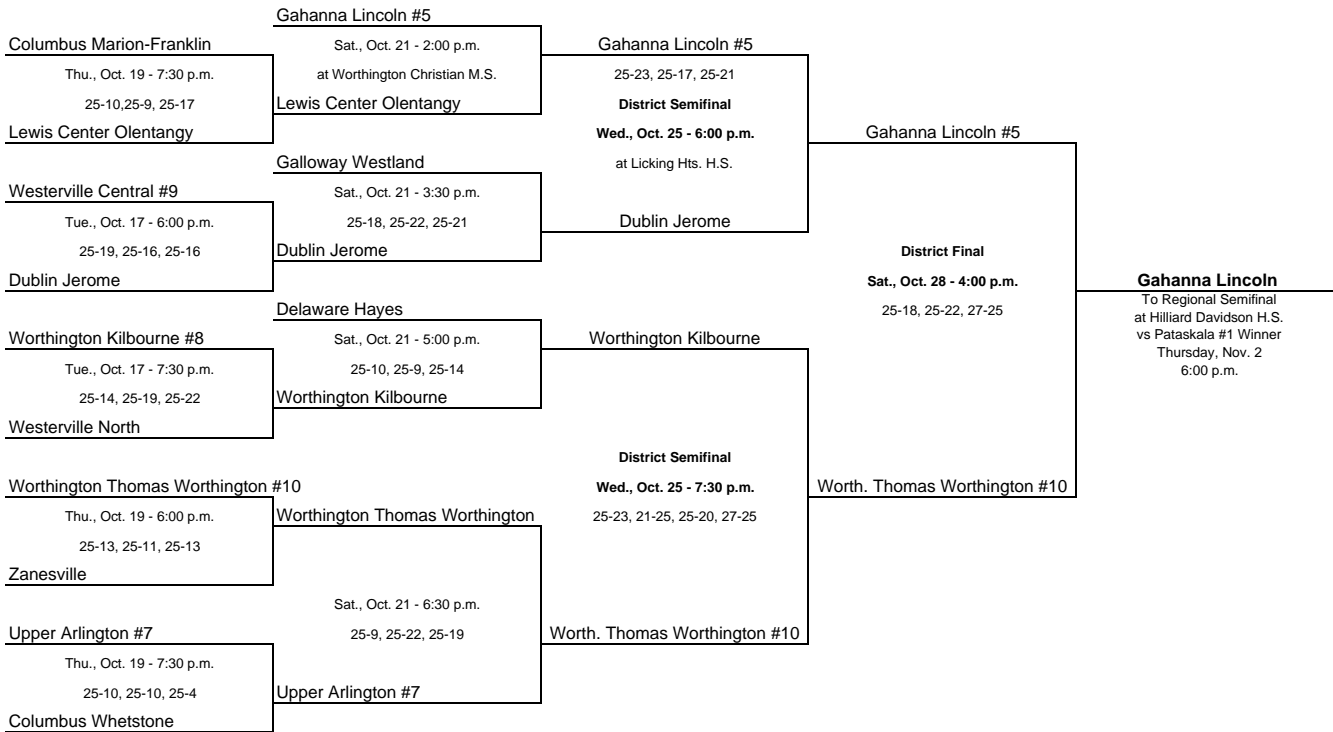 Gahanna Lincoln #5
Columbus Marion-Franklin
Sat., Oct. 21 - 2:00 p.m.
Gahanna Lincoln #5
Thu., Oct. 19 - 7:30 p.m.
at Worthington Christian M.S.
25-23, 25-17, 25-21
25-10,25-9, 25-17
Lewis Center Olentangy
District Semifinal
Lewis Center Olentangy
Wed., Oct. 25 - 6:00 p.m.
Gahanna Lincoln #5
Galloway Westland
at Licking Hts. H.S.
Westerville Central #9
Sat., Oct. 21 - 3:30 p.m.
Tue., Oct. 17 - 6:00 p.m.
25-18, 25-22, 25-21
Dublin Jerome
25-19, 25-16, 25-16
Dublin Jerome
District Final
Dublin Jerome
Sat., Oct. 28 - 4:00 p.m.
Gahanna Lincoln
Delaware Hayes
25-18, 25-22, 27-25
To Regional Semifinal
at Hilliard Davidson H.S.
vs Pataskala #1 Winner
Thursday, Nov. 2
6:00 p.m.
Worthington Kilbourne #8
Sat., Oct. 21 - 5:00 p.m.
Worthington Kilbourne
Tue., Oct. 17 - 7:30 p.m.
25-10, 25-9, 25-14
25-14, 25-19, 25-22
Worthington Kilbourne
Westerville North
District Semifinal
Worthington Thomas Worthington #10
Wed., Oct. 25 - 7:30 p.m.
Worth. Thomas Worthington #10
Thu., Oct. 19 - 6:00 p.m.
Worthington Thomas Worthington
25-23, 21-25, 25-20, 27-25
25-13, 25-11, 25-13
Zanesville
Sat., Oct. 21 - 6:30 p.m.
Upper Arlington #7
25-9, 25-22, 25-19
Worth. Thomas Worthington #10
Thu., Oct. 19 - 7:30 p.m.
25-10, 25-10, 25-4
Upper Arlington #7
Columbus Whetstone